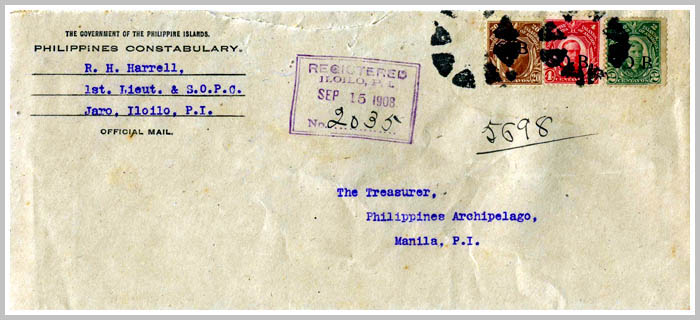 THE GOVERNMENT OF THE PHILIPPINE ISLANDS.
PHILIPPINES CONSTABULARY.
R. H. Harrell,
1st. Lieut. & S.O.P.C.
Jaro, Iloilo, P.I.
OFFICIAL MAIL.
REGISTERED
ILOILO, P. I.
SEP 15 1908
No. 2035
O.B.
O.B.
5698
The Treasurer,
Philippines Archipelago,
Manila, P.I.